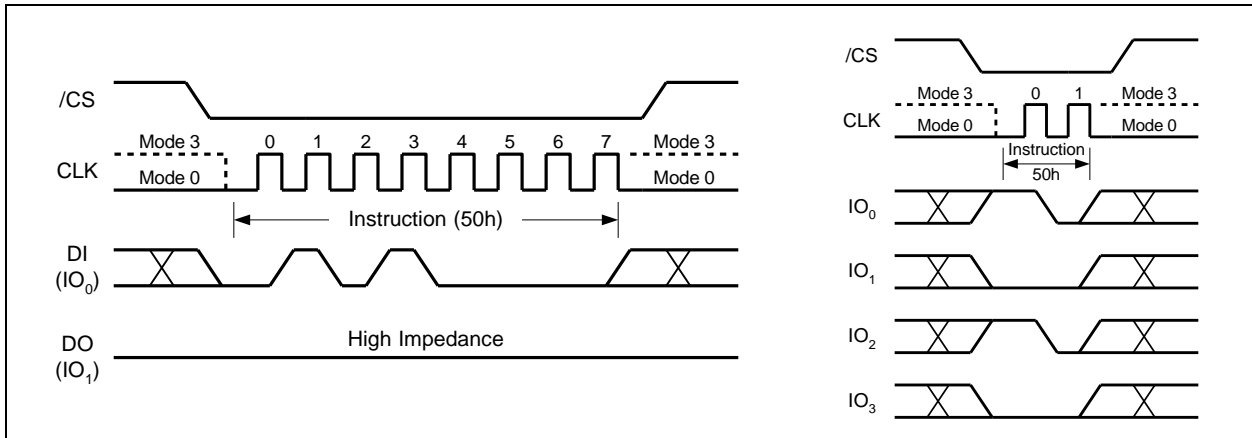 /CS
Mode 3 0 1 2 3 4 5 6 7 Mode 3
CLK
Mode 0 Mode 0
Instruction (50h)
DI
(IO0)
High Impedance
DO
(IO1)
/CS
Mode 3 0 1 Mode 3
CLK
Mode 0 Mode 0
Instruction
50h
IO0
IO1
IO2
IO3